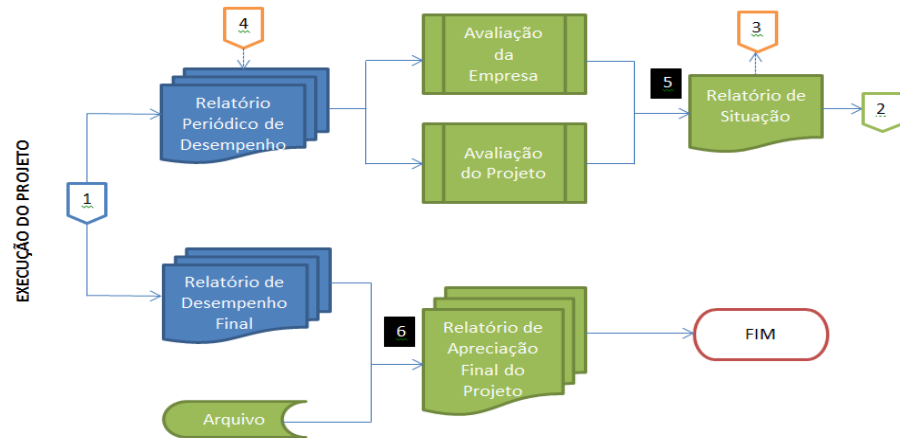 EXECUÇÃO DO PROJETO
4
3
Relatório
Periódico de
Desempenho
Avaliação
da
Empresa
Avaliação
do Projeto
5
Relatório de
Situação
2
1
Relatório de
Desempenho
Final
6
Relatório de
Apreciação
Final do
Projeto
FIM
Arquivo